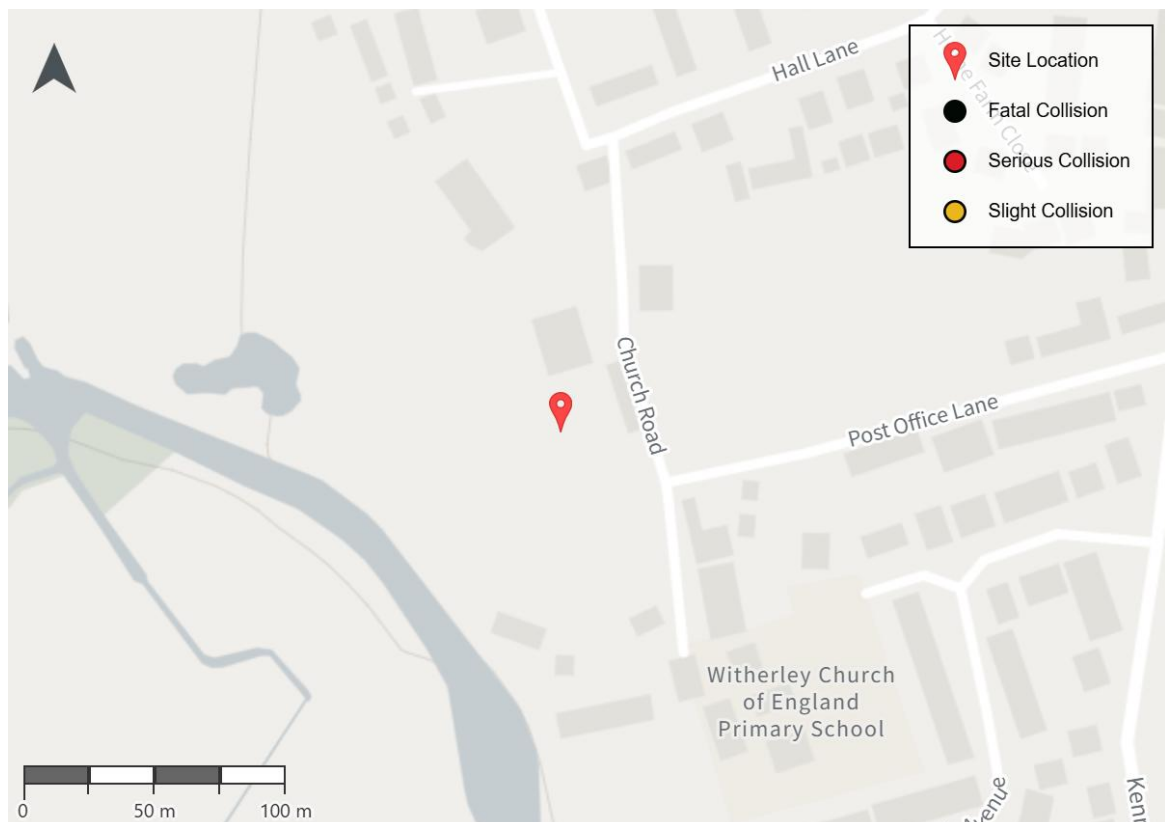 Hall Lane
Site Location
Fatal Collision
Serious Collision
Slight Collision
Church Road
Post Office Lane
Witherley Church
of England
Primary School
Avenue
0 50 m 100 m